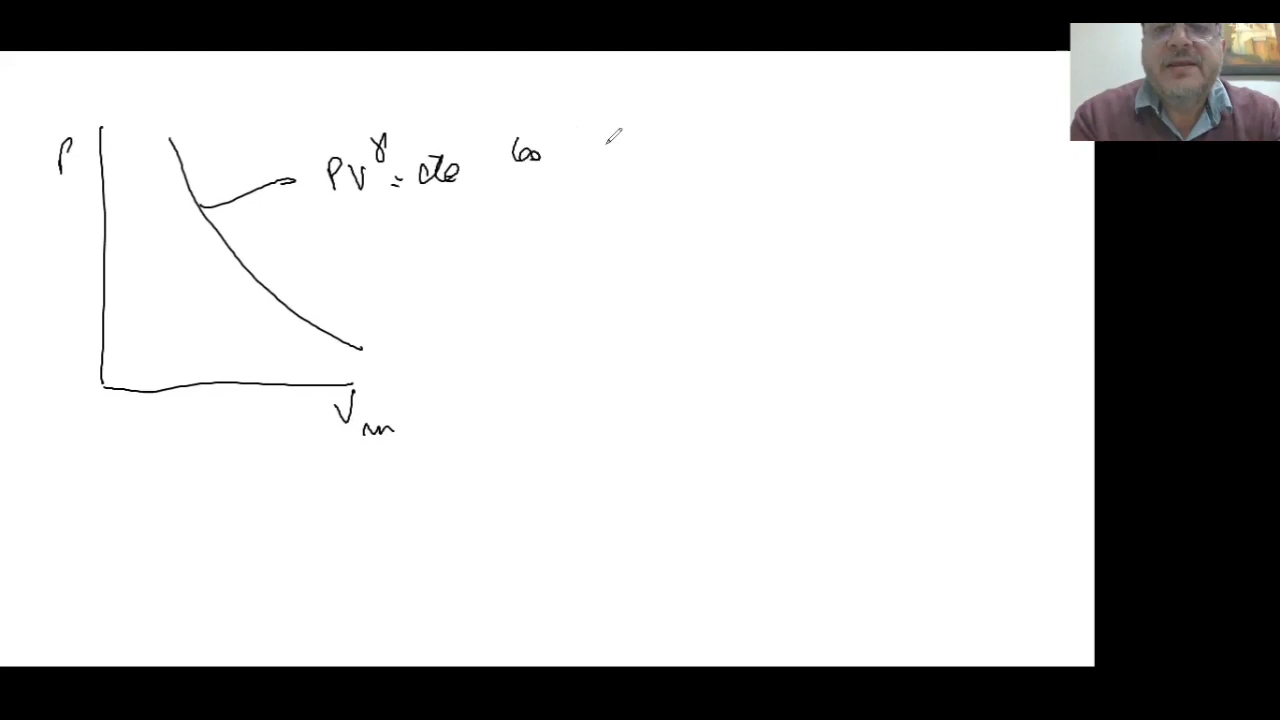 P
PV^γ = cte
V_m